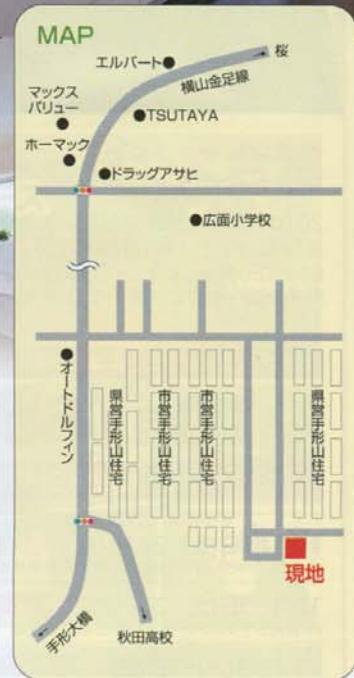 MAP
桜
エルパート
横山金足線
マックス
バリュー
TSUTAYA
ホーマック
ドラッグアサヒ
広面小学校
オートドルフィン
県営手形山住宅
市営手形山住宅
市営手形山住宅
県営手形山住宅
現地
手形大橋
秋田高校